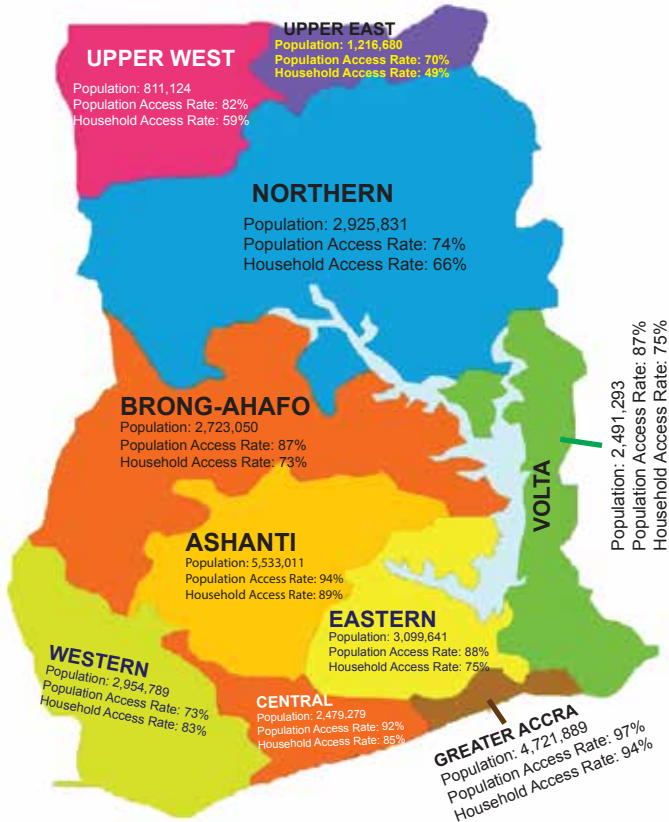 UPPER EAST
Population: 1,216,680
Population Access Rate: 70%
Household Access Rate: 49%
UPPER WEST
Population: 811,124
Population Access Rate: 82%
Household Access Rate: 59%
NORTHERN
Population: 2,925,831
Population Access Rate: 74%
Household Access Rate: 66%
BRONG-AHAFO
Population: 2,723,050
Population Access Rate: 87%
Household Access Rate: 73%
VOLTA
Population: 2,491,293
Population Access Rate: 87%
Household Access Rate: 75%
ASHANTI
Population: 5,533,011
Population Access Rate: 94%
Household Access Rate: 89%
EASTERN
Population: 3,099,641
Population Access Rate: 88%
Household Access Rate: 75%
WESTERN
Population: 2,954,789
Population Access Rate: 73%
Household Access Rate: 83%
CENTRAL
Population: 2,479,279
Population Access Rate: 92%
Household Access Rate: 85%
GREATER ACCRA
Population: 4,721,889
Population Access Rate: 97%
Household Access Rate: 94%